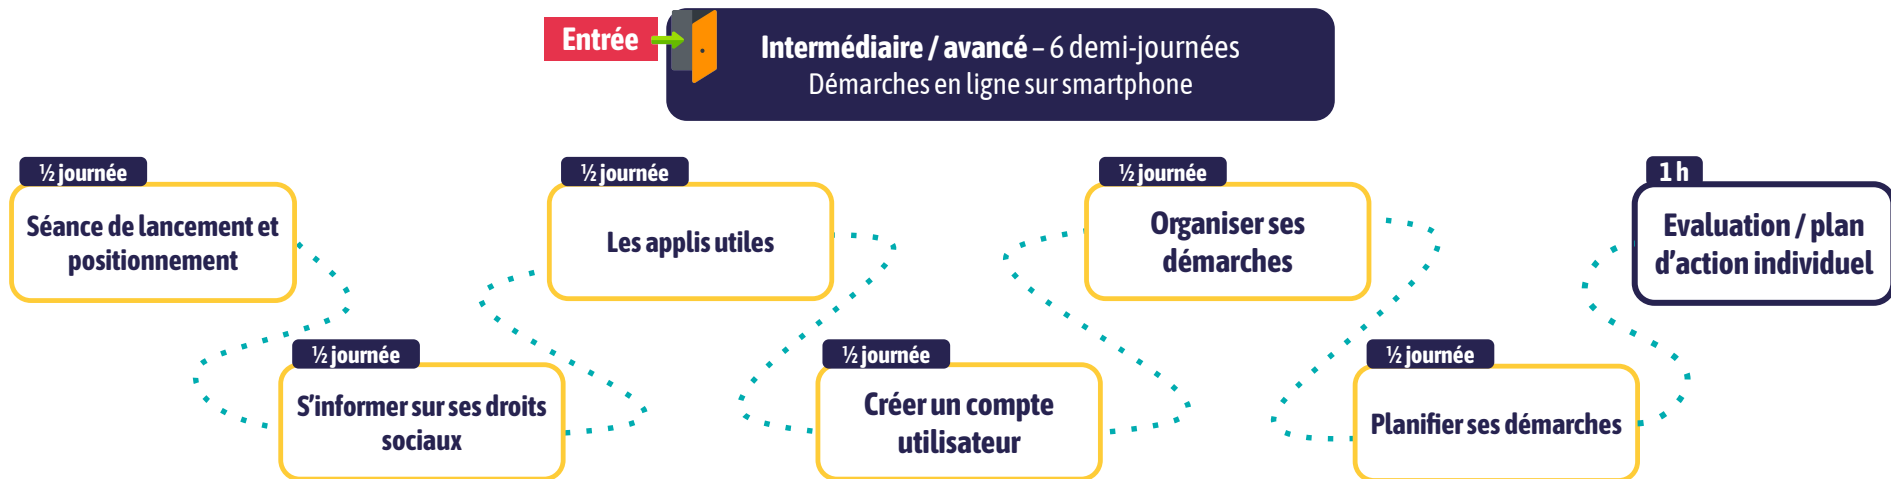 Entrée
Intermédiaire / avancé – 6 demi-journées
Démarches en ligne sur smartphone
½ journée
Séance de lancement et
positionnement
½ journée
S’informer sur ses droits
sociaux
½ journée
Les applis utiles
½ journée
Créer un compte
utilisateur
½ journée
Organiser ses
démarches
½ journée
Planifier ses démarches
1 h
Evaluation / plan
d’action individuel